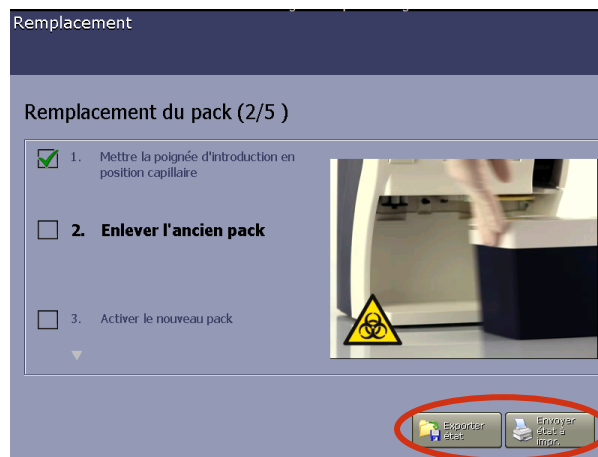 Remplacement
Remplacement du pack (2/5 )
1. Mettre la poignée d'introduction en
position capillaire
2. Enlever l'ancien pack
3. Activer le nouveau pack
Exporter
état
Envoyer
état à
impr.